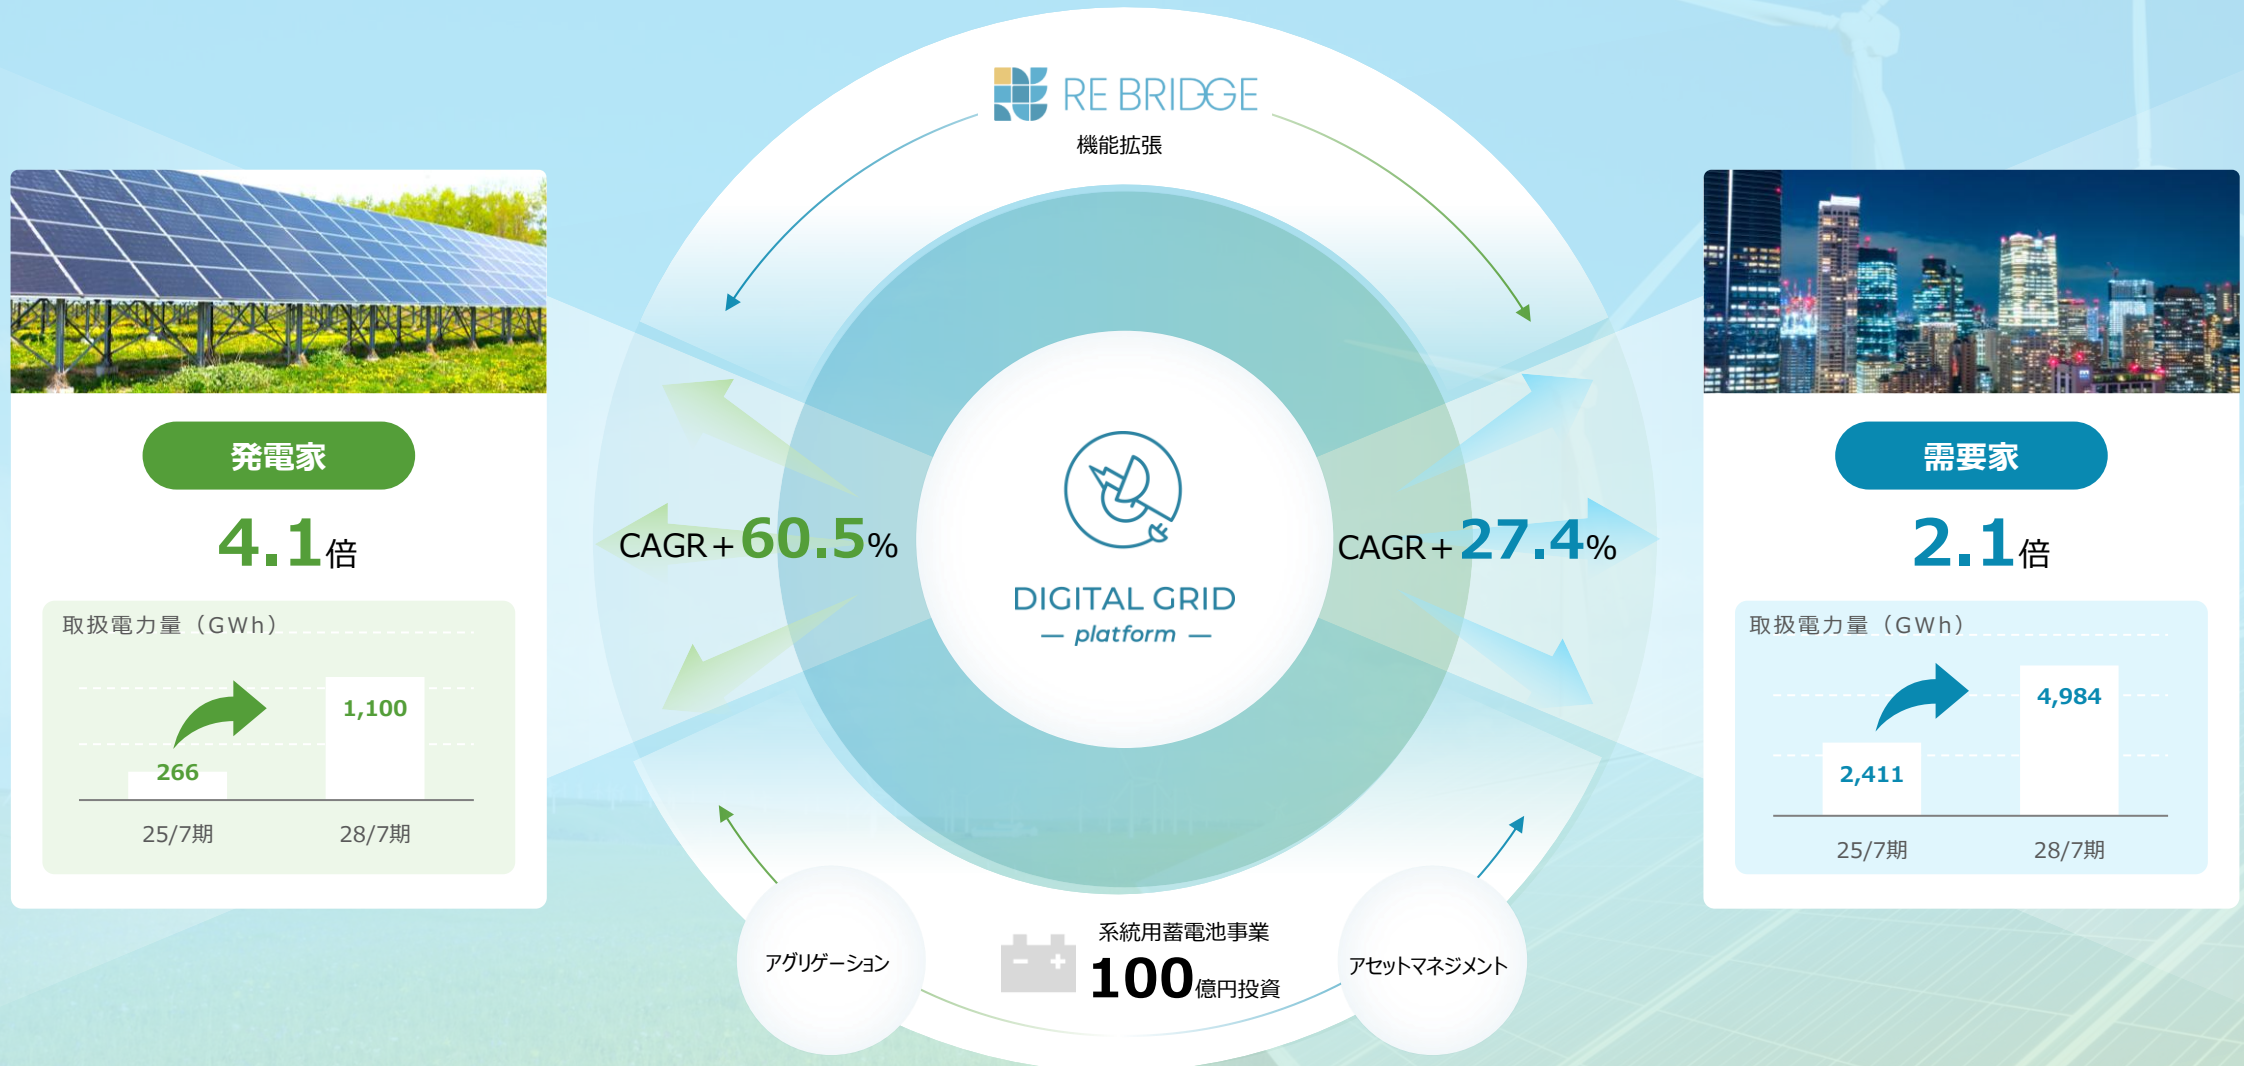 RE BRIDGE
機能拡張
発電家
4.1倍
取扱電力量（GWh）
1,100
266
25/7期
28/7期
CAGR+60.5%
DIGITAL GRID
— platform —
CAGR+27.4%
需要家
2.1倍
取扱電力量（GWh）
4,984
2,411
25/7期
28/7期
アグリゲーション
系統用蓄電池事業
100億円投資
アセットマネジメント